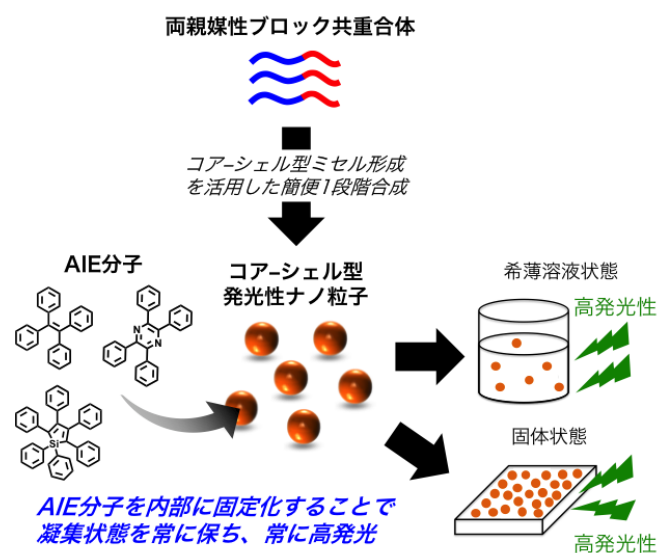 両親媒性ブロック共重合体
コア–シェル型ミセル形成
を活用した簡便1段階合成
AIE分子
コア–シェル型
発光性ナノ粒子
希薄溶液状態
高発光性
N
N
Si
固体状態
AIE分子を内部に固定化することで
凝集状態を常に保ち、常に高発光
高発光性